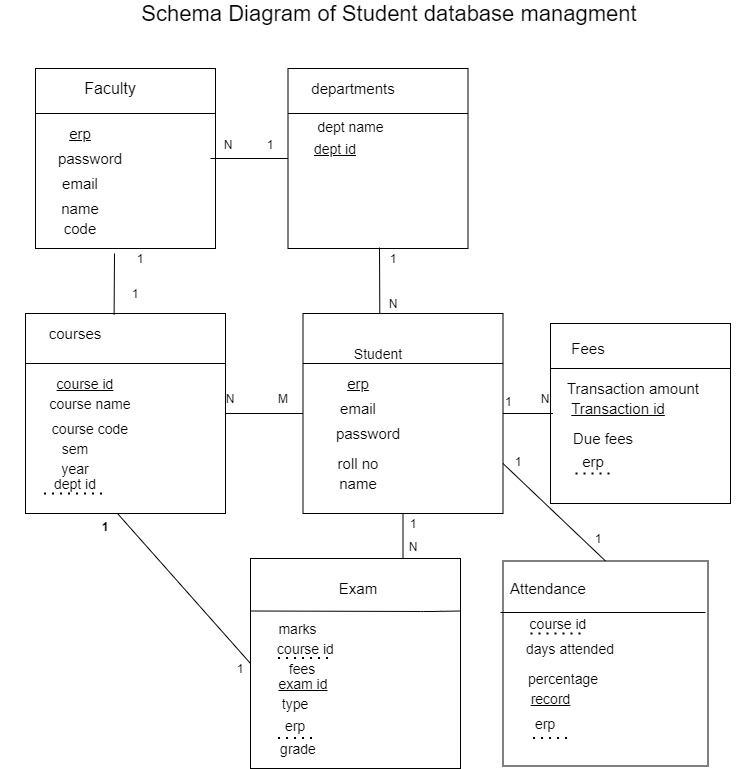 Schema Diagram of Student database managment
Faculty
erp
password
email
name
code
N
1
departments
dept name
dept id
1
1
1
N
courses
course id
course name
course code
sem
year
dept id
N
M
Student
erp
email
password
roll no
name
1
N
Fees
Transaction amount
Transaction id
Due fees
erp
1
1
1
N
1
1
Exam
marks
course id
fees
exam id
type
erp
grade
Attendance
course id
days attended
percentage
record
erp